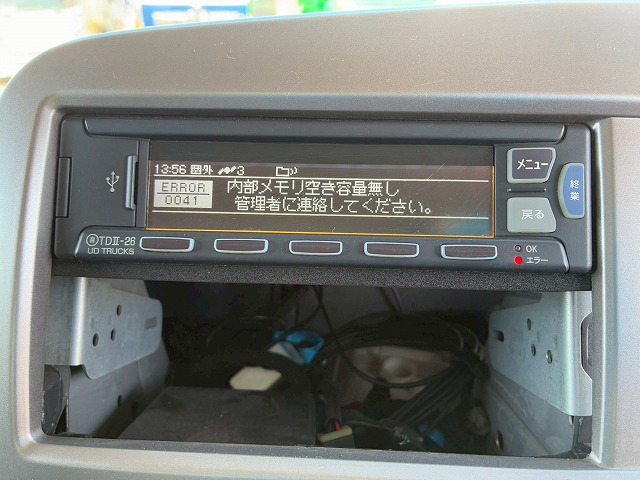 13:56 圏外 3
ERROR
0041
内部メモリ空き容量無し
管理者に連絡してください。
メニュー
戻る
終業
TDⅡ-26
UD TRUCKS
OK
エラー